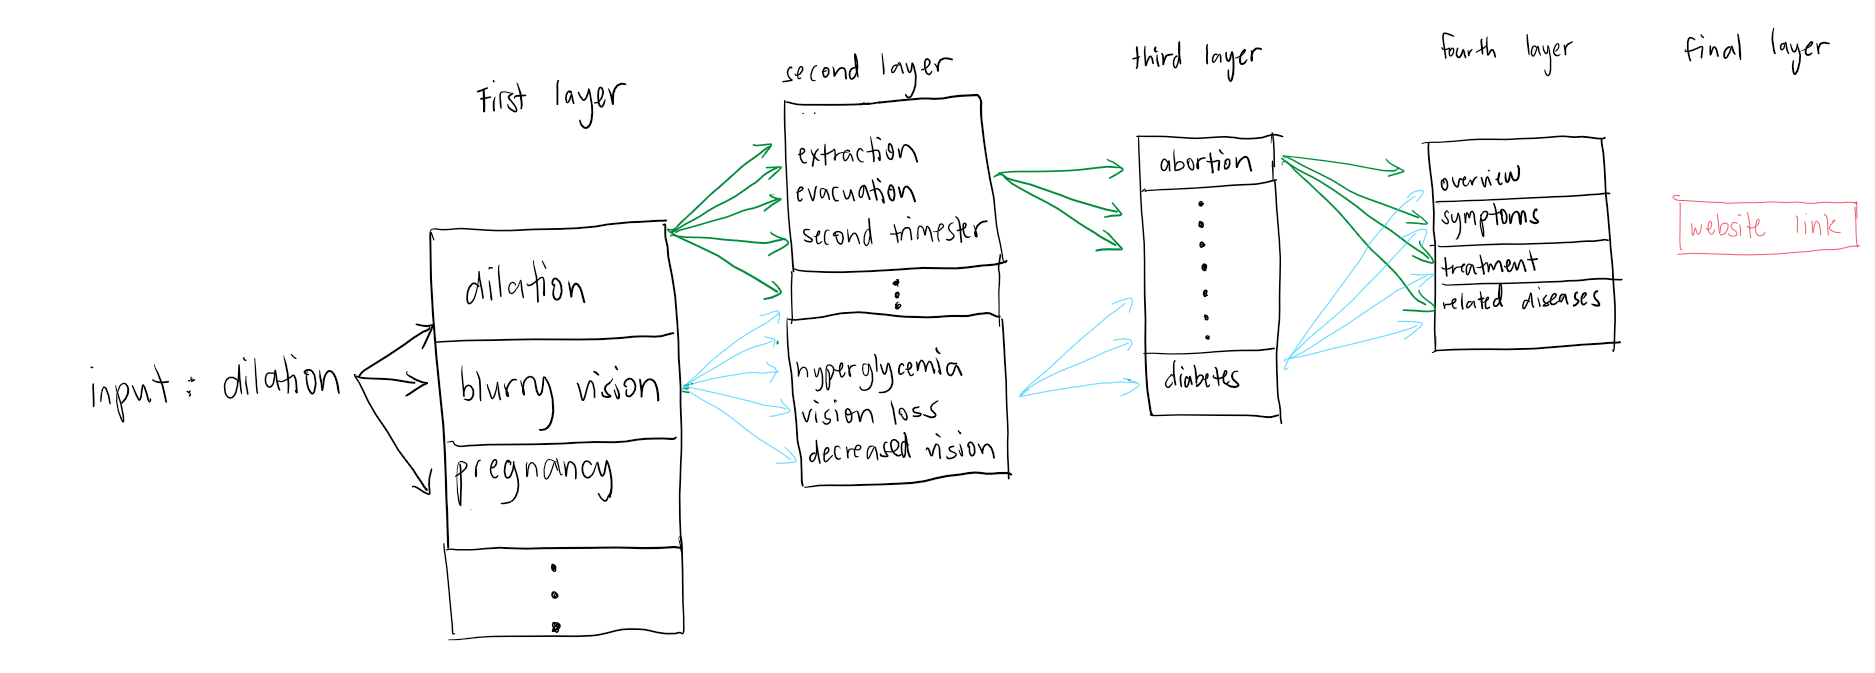 First layer
second layer
third layer
fourth layer
final layer
input : dilation
dilation
blurry vision
pregnancy
extraction
evacuation
second trimester
hyperglycemia
vision loss
decreased vision
abortion
diabetes
overview
symptoms
treatment
related diseases
website link